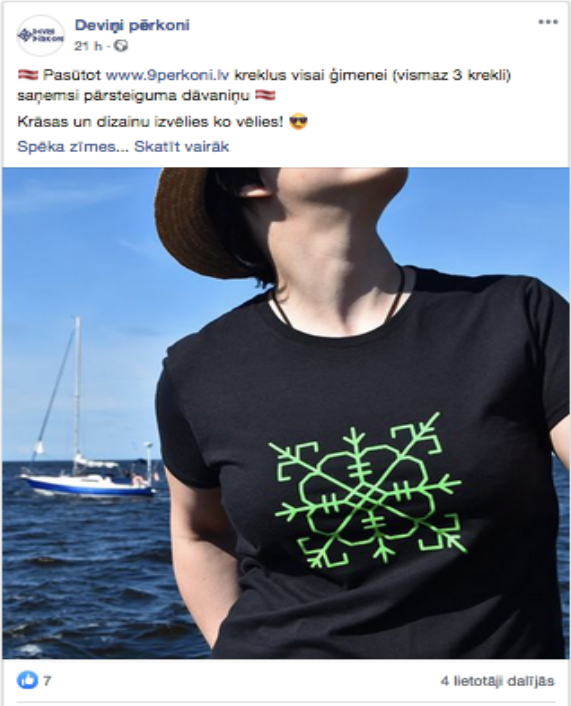 Deviņi pērkoni
21 h ·
Pasūtot www.9perkoni.lv kreklus visai ģimenei (vismaz 3 krekli)
saņemsi pārsteiguma dāvaniņu
Krāsas un dizainu izvēlies ko vēlies!
Spēka zīmes... Skatīt vairāk
7
4 lietotāji dalījās